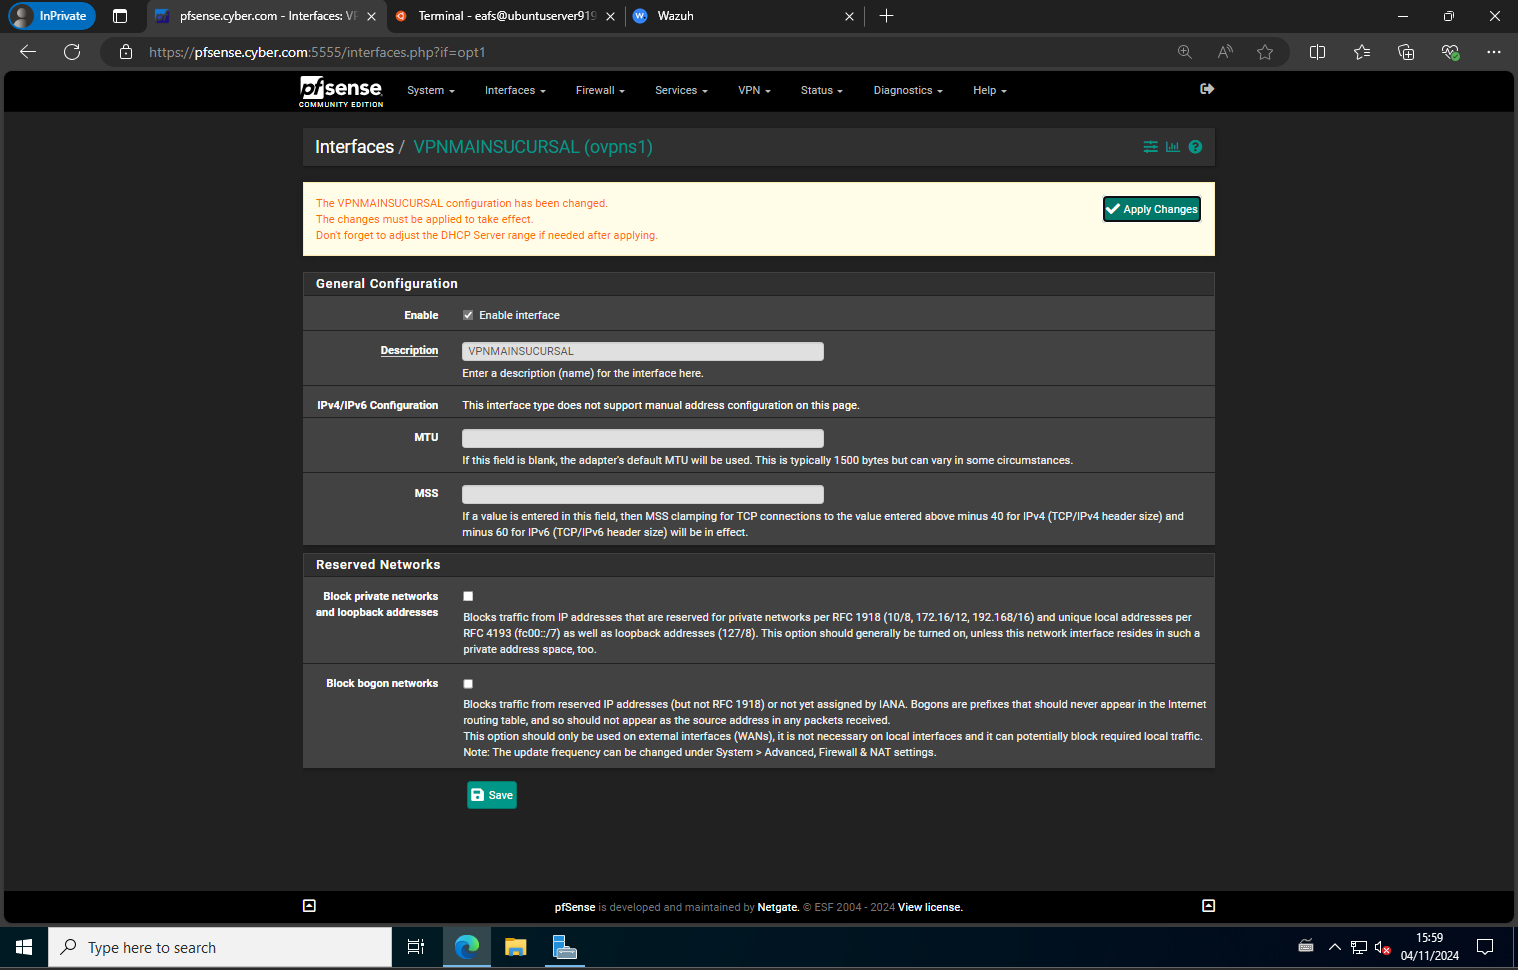 InPrivate
pfsense.cyber.com - Interfaces: VP
Terminal - eafs@ubuntuserver919
W
Wazuh
https://pfsense.cyber.com:5555/interfaces.php?if=opt1
pfsense
COMMUNITY EDITION
System
Interfaces
Firewall
Services
VPN
Status
Diagnostics
Help
Interfaces / VPNMAINSUCURSAL (ovpns1)
The VPNMAINSUCURSAL configuration has been changed.
The changes must be applied to take effect.
Don't forget to adjust the DHCP Server range if needed after applying.
Apply Changes
General Configuration
Enable
Enable interface
Description
VPNMAINSUCURSAL
Enter a description (name) for the interface here.
IPv4/IPv6 Configuration
This interface type does not support manual address configuration on this page.
MTU
If this field is blank, the adapter's default MTU will be used. This is typically 1500 bytes but can vary in some circumstances.
MSS
If a value is entered in this field, then MSS clamping for TCP connections to the value entered above minus 40 for IPv4 (TCP/IPv4 header size) and
minus 60 for IPv6 (TCP/IPv6 header size) will be in effect.
Reserved Networks
Block private networks
and loopback addresses
Blocks traffic from IP addresses that are reserved for private networks per RFC 1918 (10/8, 172.16/12, 192.168/16) and unique local addresses per
RFC 4193 (fc00::/7) as well as loopback addresses (127/8). This option should generally be turned on, unless this network interface resides in such a
private address space, too.
Block bogon networks
Blocks traffic from reserved IP addresses (but not RFC 1918) or not yet assigned by IANA. Bogons are prefixes that should never appear in the Internet
routing table, and so should not appear as the source address in any packets received.
This option should only be used on external interfaces (WANs), it is not necessary on local interfaces and it can potentially block required local traffic.
Note: The update frequency can be changed under System > Advanced, Firewall & NAT settings.
Save
pfSense is developed and maintained by Netgate. © ESF 2004 - 2024 View license.
Type here to search
15:59
04/11/2024